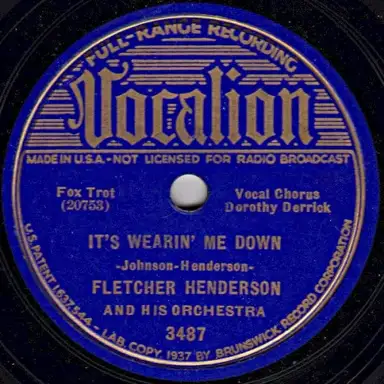 FULL-RANGE RECORDING
Vocalion
MADE IN U.S.A. - NOT LICENSED FOR RADIO BROADCAST
Fox Trot
(20753)
Vocal Chorus
Dorothy Derrick
IT'S WEARIN' ME DOWN
-Johnson-Henderson-
FLETCHER HENDERSON
AND HIS ORCHESTRA
3487
U.S. PATENT 1637544 - LAB. COPY. 1937 BY BRUNSWICK RECORD CORP.